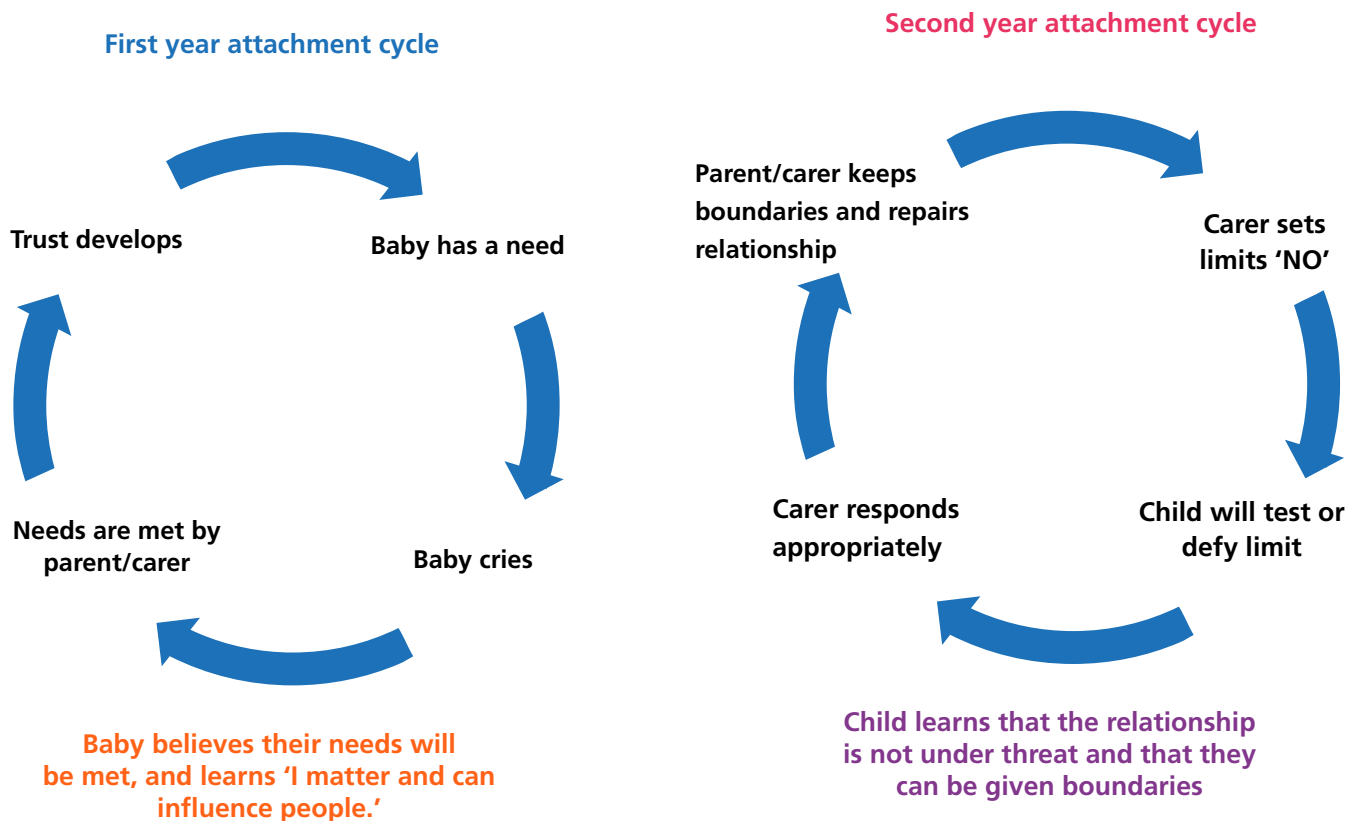 First year attachment cycle
Trust develops
Baby has a need
Needs are met by
parent/carer
Baby cries
Baby believes their needs will
be met, and learns ‘I matter and can
influence people.’
Second year attachment cycle
Parent/carer keeps
boundaries and repairs
relationship
Carer sets
limits ‘NO’
Carer responds
appropriately
Child will test or
defy limit
Child learns that the relationship
is not under threat and that they
can be given boundaries